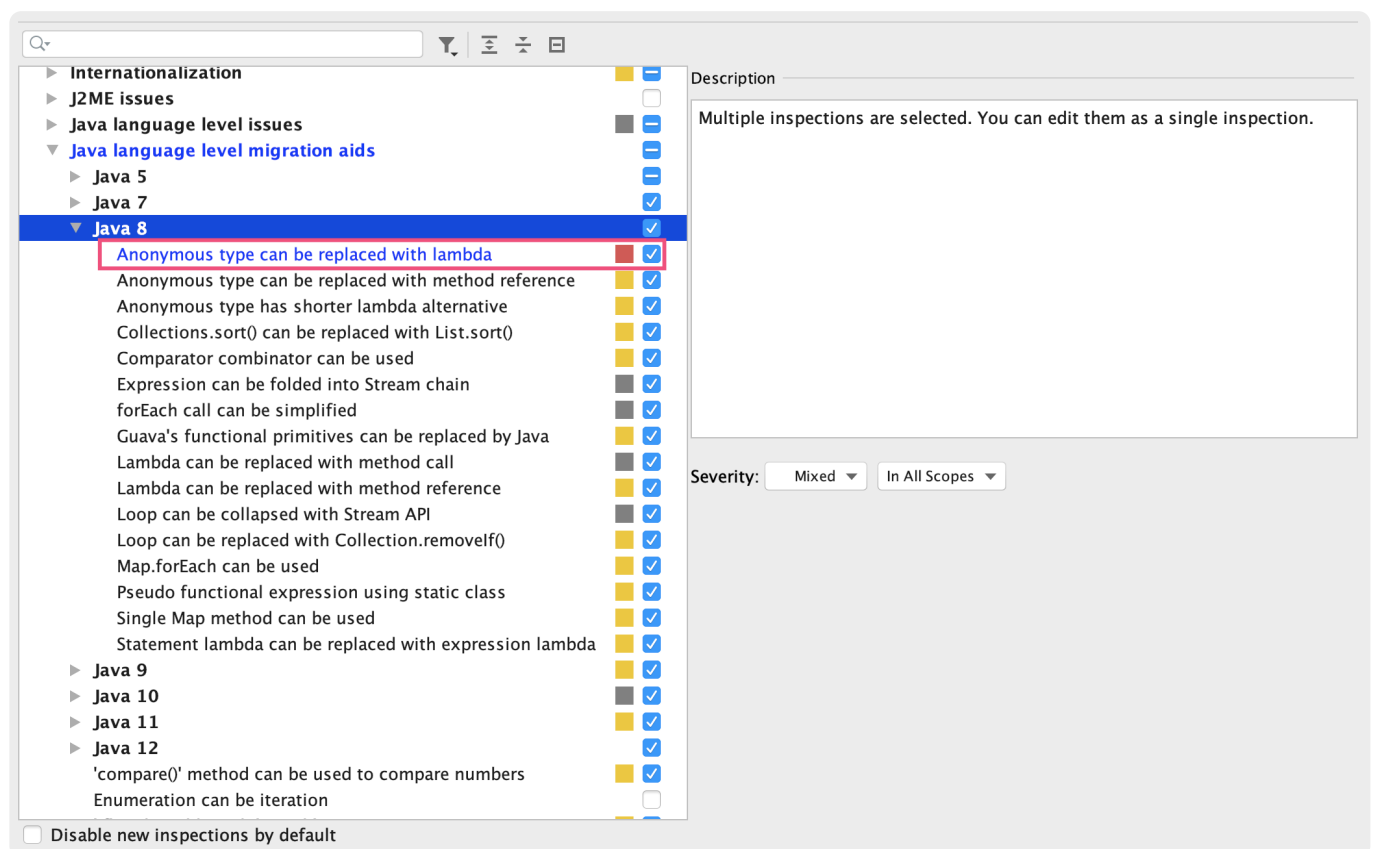 Internationalization
J2ME issues
Java language level issues
Java language level migration aids
Java 5
Java 7
Java 8
Anonymous type can be replaced with lambda
Anonymous type can be replaced with method reference
Anonymous type has shorter lambda alternative
Collections.sort() can be replaced with List.sort()
Comparator combinator can be used
Expression can be folded into Stream chain
forEach call can be simplified
Guava's functional primitives can be replaced by Java
Lambda can be replaced with method call
Lambda can be replaced with method reference
Loop can be collapsed with Stream API
Loop can be replaced with Collection.removeIf()
Map.forEach can be used
Pseudo functional expression using static class
Single Map method can be used
Statement lambda can be replaced with expression lambda
Java 9
Java 10
Java 11
Java 12
'compare()' method can be used to compare numbers
Enumeration can be iteration
Disable new inspections by default
Description
Multiple inspections are selected. You can edit them as a single inspection.
Severity: Mixed In All Scopes